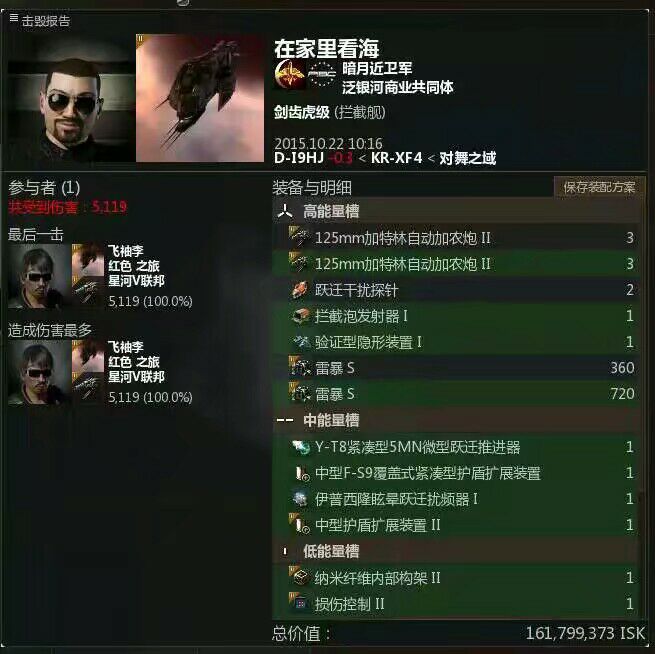 击毁报告
在家里看海
暗月近卫军
泛银河商业共同体
剑齿虎级 (拦截舰)
2015.10.22 10:16
D-I9HJ -0.3 < KR-XF4 < 对舞之域
参与者 (1)
共受到伤害：5,119
最后一击
飞袖李
红色 之旅
星河V联邦
5,119 (100.0%)
造成伤害最多
飞袖李
红色 之旅
星河V联邦
5,119 (100.0%)
装备与明细
保存装配方案
高能量槽
125mm加特林自动加农炮 II 3
125mm加特林自动加农炮 II 3
跃迁干扰探针 2
拦截泡发射器 I 1
验证型隐形装置 I 1
雷暴 S 360
雷暴 S 720
中能量槽
Y-T8紧凑型5MN微型跃迁推进器 1
中型F-S9覆盖式紧凑型护盾扩展装置 1
伊普西隆眩晕跃迁扰频器 I 1
中型护盾扩展装置 II 1
低能量槽
纳米纤维内部构架 II 1
损伤控制 II 1
总价值： 161,799,373 ISK